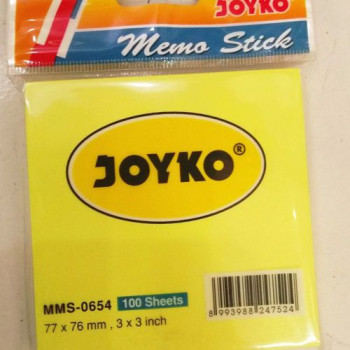 JOYKO
Memo Stick
JOYKO®
MMS-0654 100 Sheets
77 x 76 mm , 3 x 3 inch
8 993988 247524